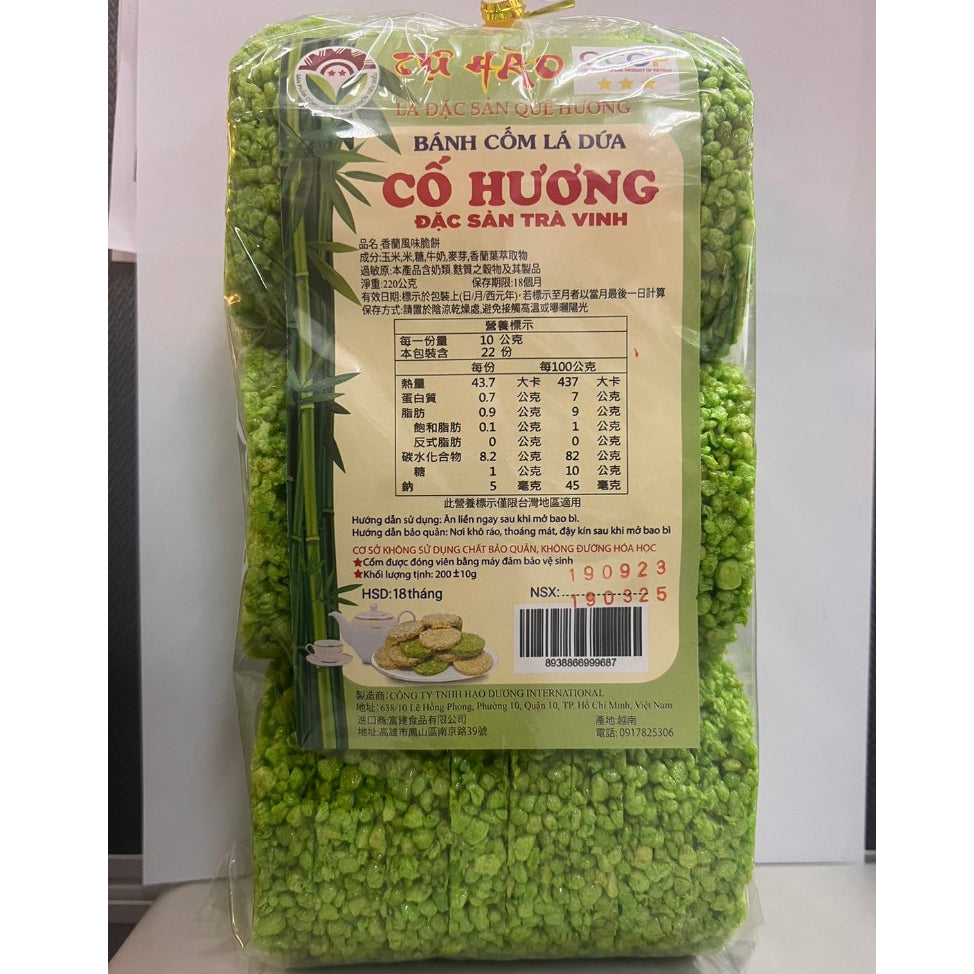 TỰ HÀO
LÀ ĐẶC SẢN QUÊ HƯƠNG
BÁNH CỐM LÁ DỨA
CỐ HƯƠNG
ĐẶC SẢN TRÀ VINH
品名:香蘭風味脆餅
成分:玉米,米,糖,牛奶,麥芽,香蘭葉萃取物
過敏原:本產品含奶類.麩質之穀物及其製品
淨重:220公克 保存期限:18個月
有效日期:標示於包裝上(日/月/西元年)，若標示至月者以當月最後一日計算
保存方式:請置於陰涼乾燥處,避免接觸高溫或曝曬陽光
營養標示
每一份量 10 公克
本包裝含 22 份
每份 每100公克
熱量 43.7 大卡 437 大卡
蛋白質 0.7 公克 7 公克
脂肪 0.9 公克 9 公克
飽和脂肪 0.1 公克 1 公克
反式脂肪 0 公克 0 公克
碳水化合物 8.2 公克 82 公克
糖 1 公克 10 公克
鈉 5 毫克 45 毫克
此營養標示僅限台灣地區適用
Hướng dẫn sử dụng: Ăn liền ngay sau khi mở bao bì.
Hướng dẫn bảo quản: Nơi khô ráo, thoáng mát, đậy kín sau khi mở bao bì
CƠ SỞ KHÔNG SỬ DỤNG CHẤT BẢO QUẢN, KHÔNG ĐƯỜNG HÓA HỌC
★Cốm được đóng viên bằng máy đảm bảo vệ sinh
★Khối lượng tịnh: 200±10g
190923
HSD:18tháng NSX:
190325
8938866999687
製造商：CÔNG TY TNHH HẠO DƯƠNG INTERNATIONAL
地址：638/10 Lê Hồng Phong, Phường 10, Quận 10, TP. Hồ Chí Minh, Việt Nam
進口商:富達食品有限公司 產地:越南
地址:高雄市鳳山區南京路39號 電話: 0917825306